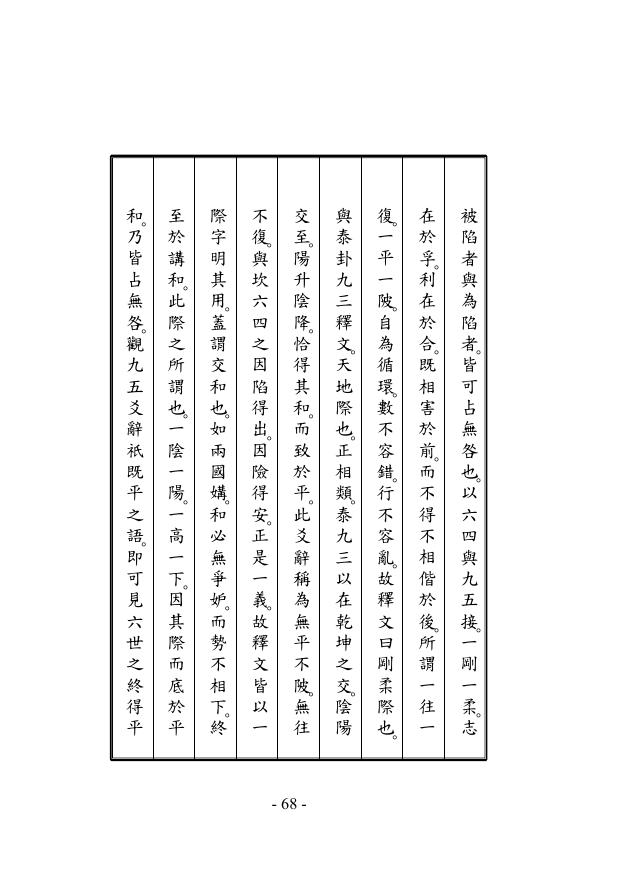 被陷者與為陷者。皆可占無咎也。以六四與九五接。一剛一柔。志
在於孚。利在於合。既相害於前。而不得不相偕於後。所謂一往一
復。一平一陂。自為循環。數不容錯。行不容亂。故釋文曰剛柔際也。
與泰卦九三釋文。天地際也。正相類。泰九三以在乾坤之交。陰陽
交至。陽升陰降。恰得其和。而致於平。此爻辭稱為無平不陂。無往
不復。與坎六四之因陷得出。因險得安。正是一義。故釋文皆以一
際字明其用。蓋謂交和也。如兩國媾。和必無爭妒。而勢不相下。終
至於講和。此際之所謂也。一陰一陽。一高一下。因其際而底於平
和。乃皆占無咎。觀九五爻辭祇既平之語。即可見六世之終得平
- 68 -